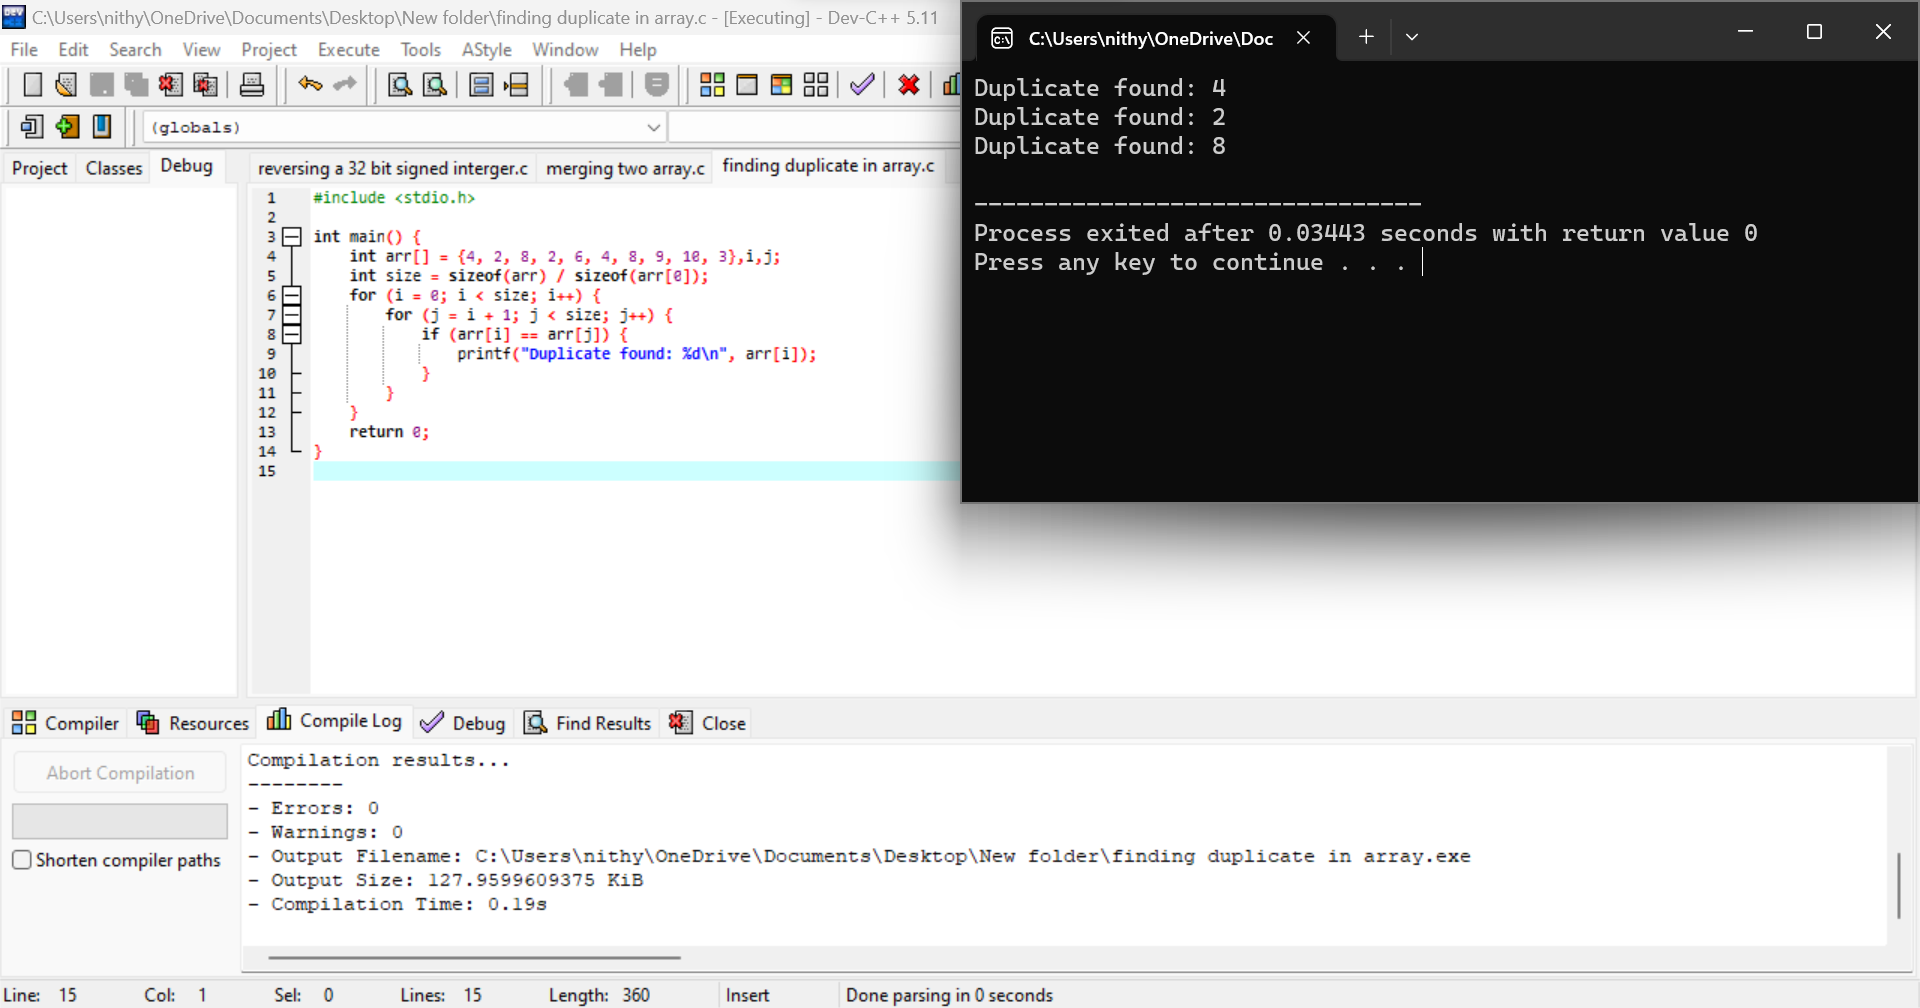 C:\Users\nithy\OneDrive\Documents\Desktop\New folder\finding duplicate in array.c - [Executing] - Dev-C++ 5.11
File Edit Search View Project Execute Tools AStyle Window Help
(globals)
Project Classes Debug
reversing a 32 bit signed interger.c merging two array.c finding duplicate in array.c
1 #include <stdio.h>
2
3 int main() {
4 int arr[] = {4, 2, 8, 2, 6, 4, 8, 9, 10, 3},i,j;
5 int size = sizeof(arr) / sizeof(arr[0]);
6 for (i = 0; i < size; i++) {
7 for (j = i + 1; j < size; j++) {
8 if (arr[i] == arr[j]) {
9 printf("Duplicate found: %d\n", arr[i]);
10 }
11 }
12 }
13 return 0;
14 }
15
C:\Users\nithy\OneDrive\Doc
Duplicate found: 4
Duplicate found: 2
Duplicate found: 8
--------------------------------
Process exited after 0.03443 seconds with return value 0
Press any key to continue . . .
Compiler Resources Compile Log Debug Find Results Close
Abort Compilation
Shorten compiler paths
Compilation results...
--------
- Errors: 0
- Warnings: 0
- Output Filename: C:\Users\nithy\OneDrive\Documents\Desktop\New folder\finding duplicate in array.exe
- Output Size: 127.9599609375 KiB
- Compilation Time: 0.19s
Line: 15 Col: 1 Sel: 0 Lines: 15 Length: 360 Insert Done parsing in 0 seconds